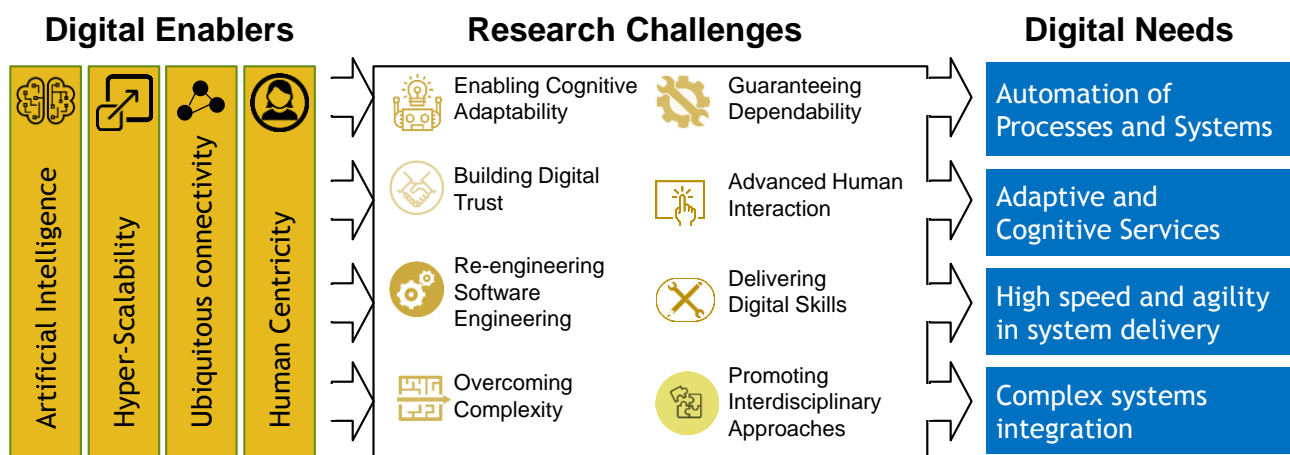 Digital Enablers
Research Challenges
Digital Needs
Artificial Intelligence
Hyper-Scalability
Ubiquitous connectivity
Human Centricity
Enabling Cognitive
Adaptability
Guaranteeing
Dependability
Building Digital
Trust
Advanced Human
Interaction
Re-engineering
Software
Engineering
Delivering
Digital Skills
Overcoming
Complexity
Promoting
Interdisciplinary
Approaches
Automation of
Processes and Systems
Adaptive and
Cognitive Services
High speed and agility
in system delivery
Complex systems
integration